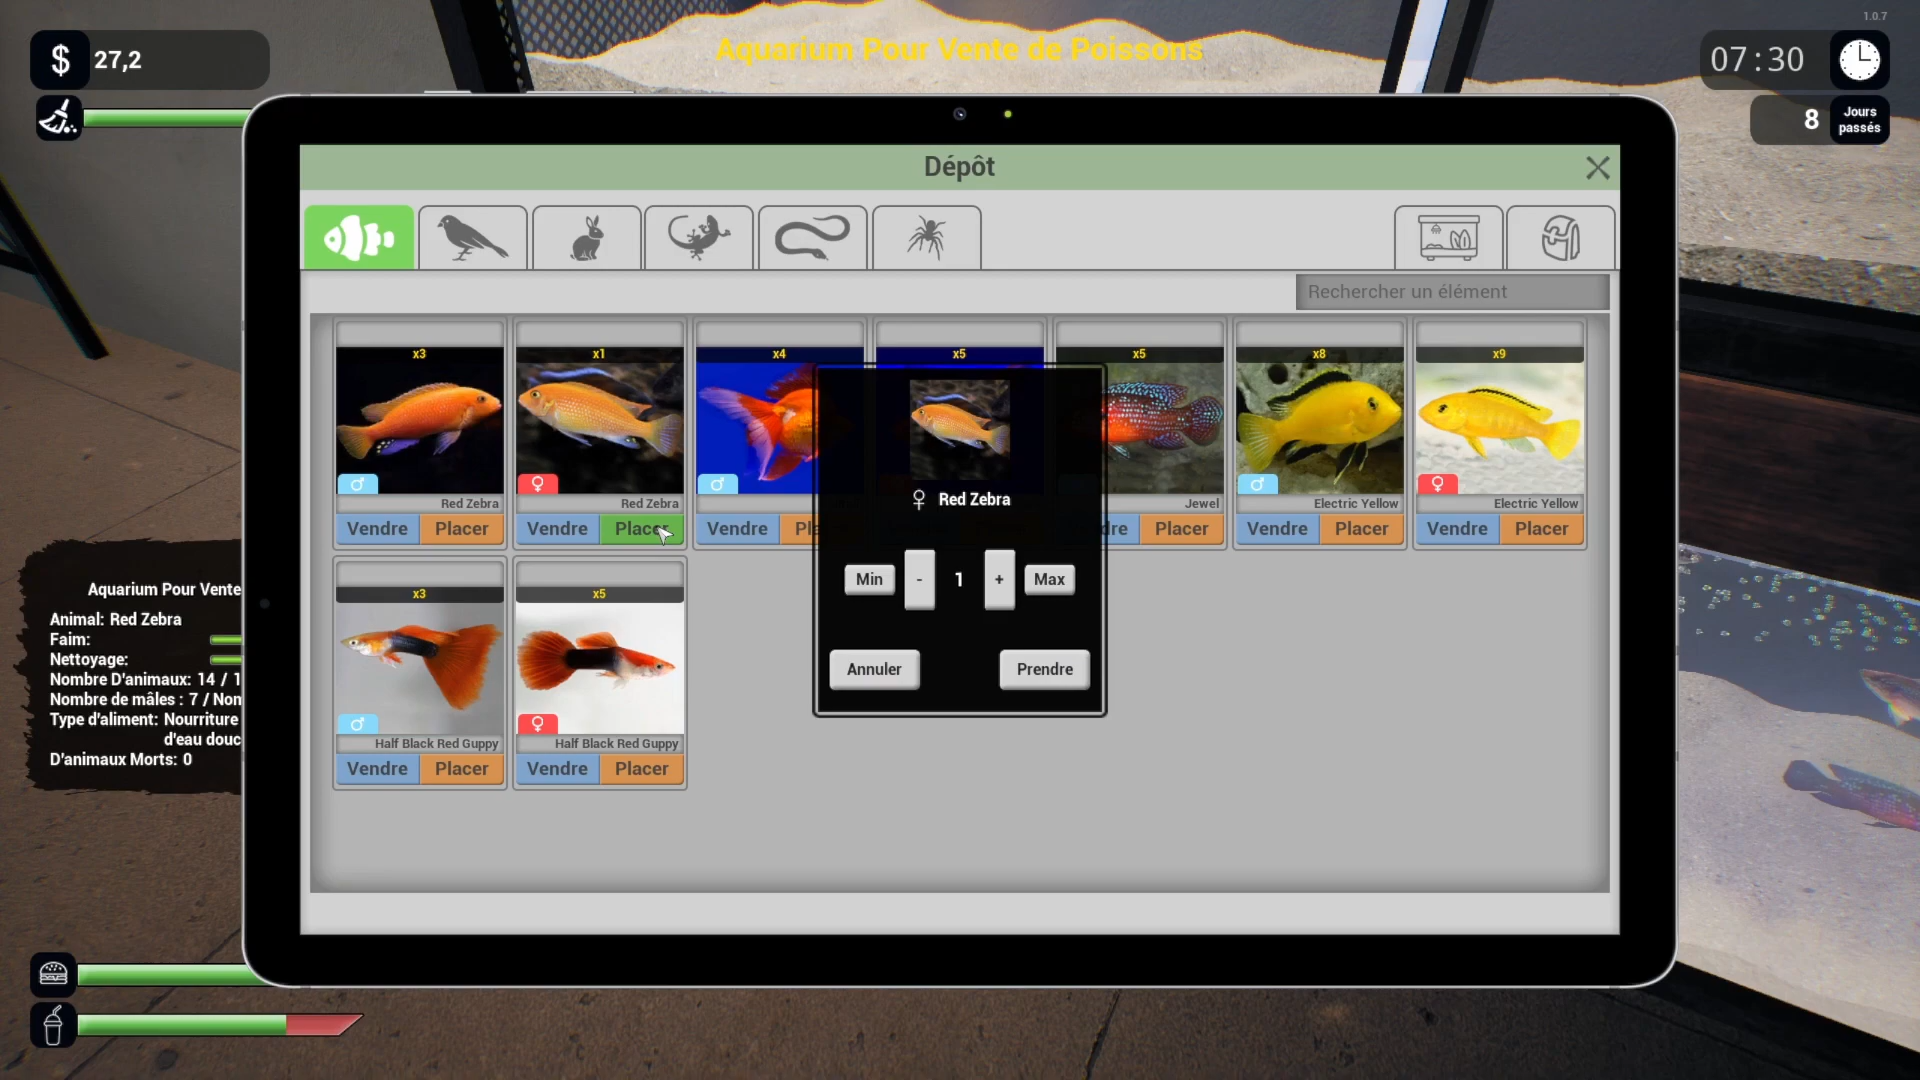 1.0.7
$ 27,2
Aquarium Pour Vente de Poissons
07:30
8 Jours passés
Dépôt
Rechercher un élément
x3 x1 x4 x5 x5 x8 x9
Red Zebra Red Zebra Jewel Electric Yellow Electric Yellow
Vendre Placer Vendre Placer Vendre Placer Vendre Placer
Vendre Placer
x3 x5
Half Black Red Guppy Half Black Red Guppy
Vendre Placer Vendre Placer
Red Zebra
Min - 1 + Max
Annuler Prendre
Aquarium Pour Vente
Animal: Red Zebra
Faim:
Nettoyage:
Nombre D'animaux: 14 / 1
Nombre de mâles : 7 / Nom
Type d'aliment: Nourriture
d'eau douc
D'animaux Morts: 0